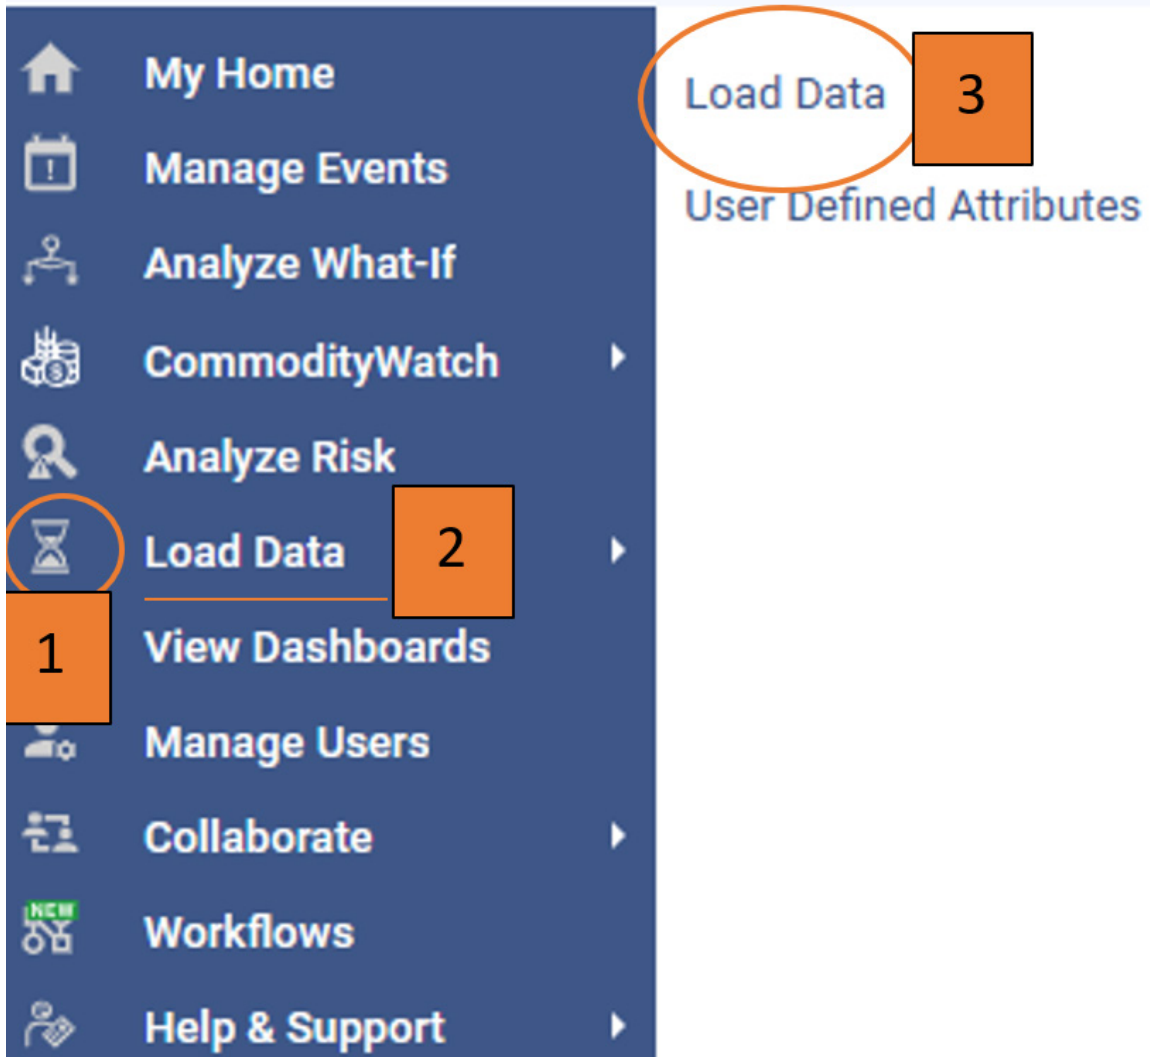 My Home
Manage Events
Analyze What-If
CommodityWatch
Analyze Risk
Load Data
2
1
View Dashboards
Manage Users
Collaborate
NEW
Workflows
Help & Support
Load Data
3
User Defined Attributes